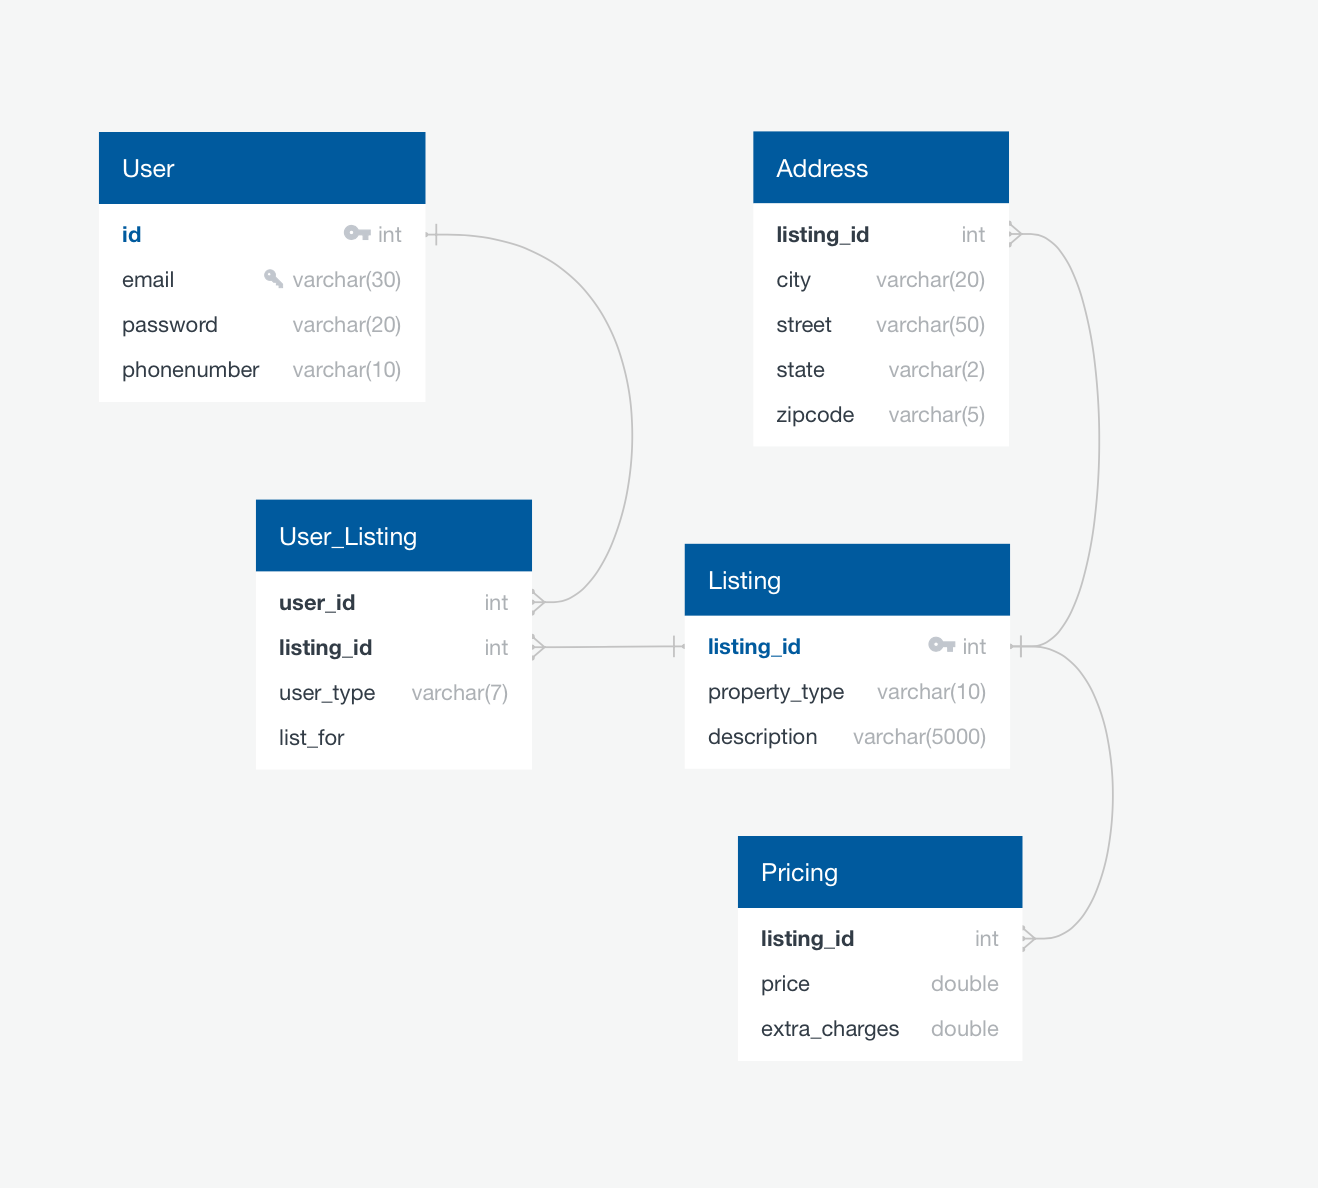 User
id int
email varchar(30)
password varchar(20)
phonenumber varchar(10)
Address
listing_id int
city varchar(20)
street varchar(50)
state varchar(2)
zipcode varchar(5)
User_Listing
user_id int
listing_id int
user_type varchar(7)
list_for
Listing
listing_id int
property_type varchar(10)
description varchar(5000)
Pricing
listing_id int
price double
extra_charges double